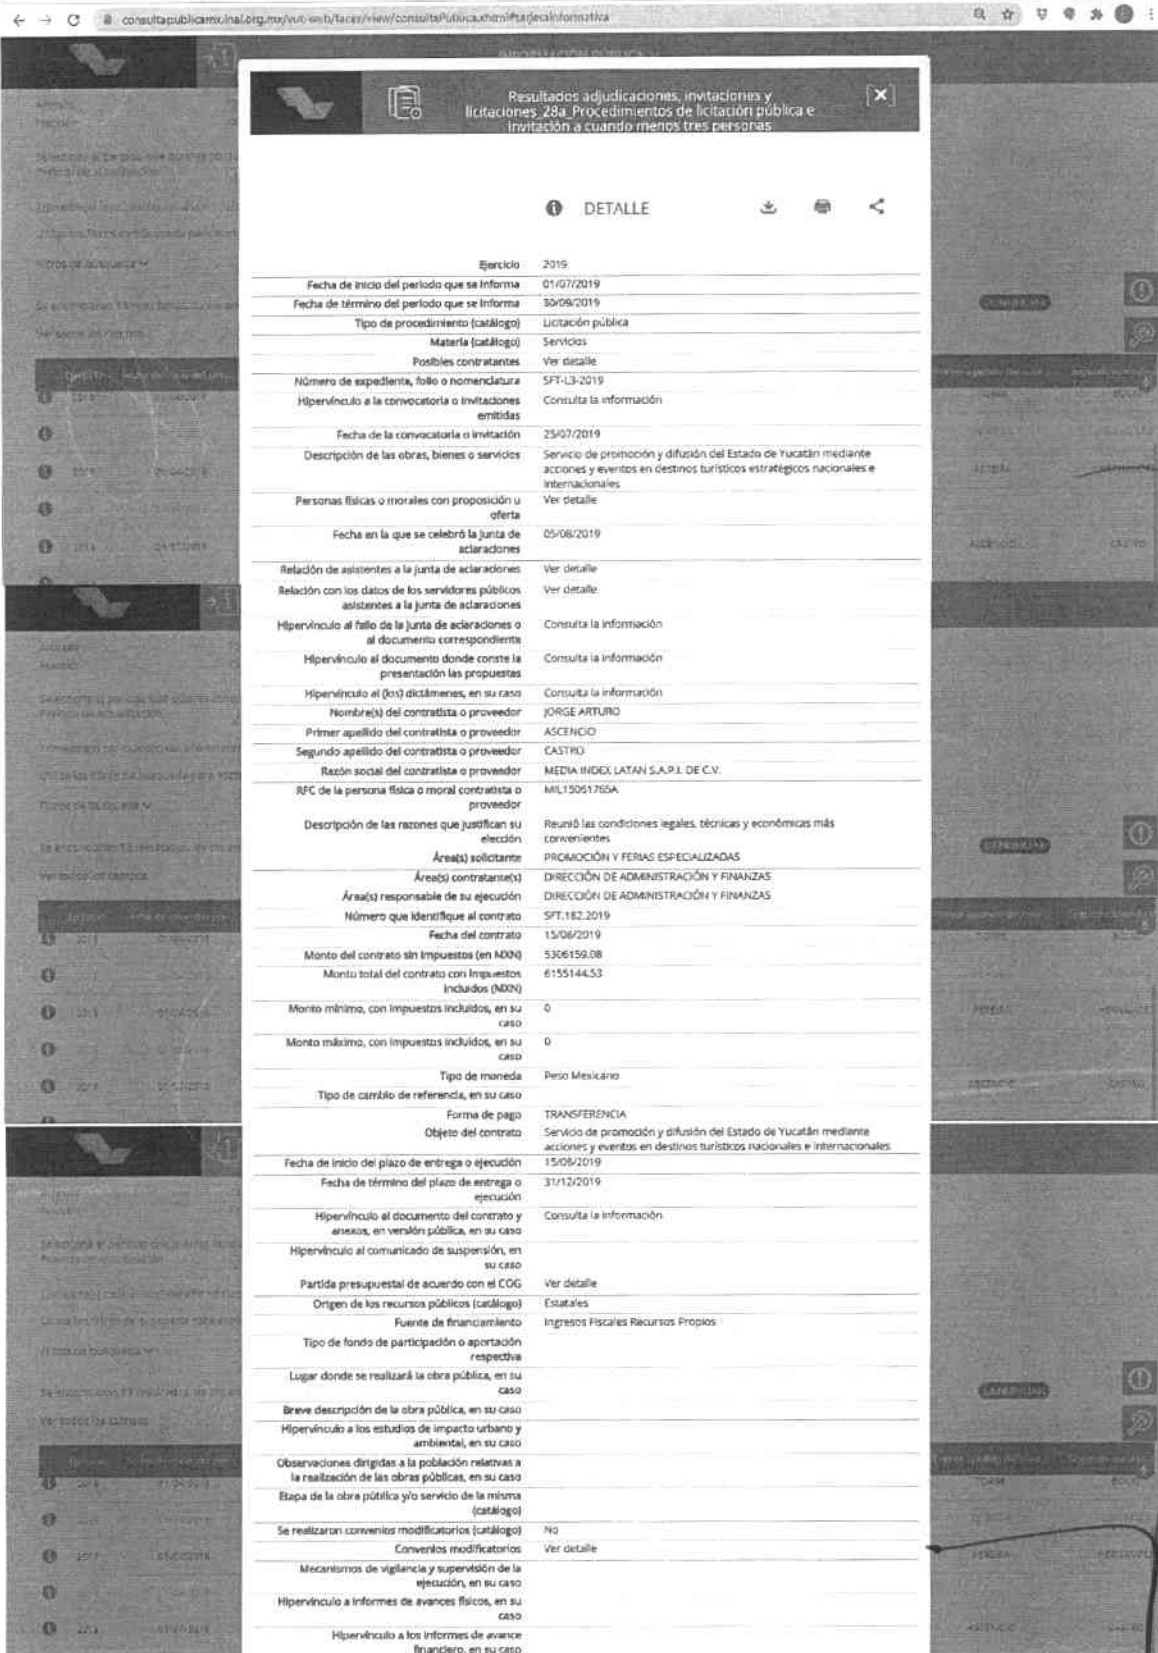 consultapublicamx.inai.org.mx/vut-web/faces/view/consultaPublica.xhtml#tarjetaInformativa
Resultados adjudicaciones, invitaciones y
licitaciones_28a_Procedimientos de licitación pública e
invitación a cuando menos tres personas
DETALLE
Ejercicio 2019
Fecha de inicio del periodo que se informa 01/07/2019
Fecha de término del periodo que se informa 30/09/2019
Tipo de procedimiento (catálogo) Licitación pública
Materia (catálogo) Servicios
Posibles contratantes Ver detalle
Número de expediente, folio o nomenclatura SFT-L3-2019
Hipervínculo a la convocatoria o invitaciones Consulta la información
emitidas
Fecha de la convocatoria o invitación 25/07/2019
Descripción de las obras, bienes o servicios Servicio de promoción y difusión del Estado de Yucatán mediante
acciones y eventos en destinos turísticos estratégicos nacionales e
internacionales
Personas físicas o morales con proposición u Ver detalle
oferta
Fecha en la que se celebró la junta de 05/08/2019
aclaraciones
Relación de asistentes a la junta de aclaraciones Ver detalle
Relación con los datos de los servidores públicos Ver detalle
asistentes a la junta de aclaraciones
Hipervínculo al fallo de la junta de aclaraciones o Consulta la información
al documento correspondiente
Hipervínculo al documento donde conste la Consulta la información
presentación las propuestas
Hipervínculo al (los) dictámenes, en su caso Consulta la información
Nombre(s) del contratista o proveedor JORGE ARTURO
Primer apellido del contratista o proveedor ASCENCIO
Segundo apellido del contratista o proveedor CASTRO
Razón social del contratista o proveedor MEDIA INDEX LATAN S.A.P.I. DE C.V.
RFC de la persona física o moral contratista o MIL15051765A
proveedor
Descripción de las razones que justifican su Reunió las condiciones legales, técnicas y económicas más
elección convenientes
Área(s) solicitante PROMOCIÓN Y FERIAS ESPECIALIZADAS
Área(s) contratante(s) DIRECCIÓN DE ADMINISTRACIÓN Y FINANZAS
Área(s) responsable de su ejecución DIRECCIÓN DE ADMINISTRACIÓN Y FINANZAS
Número que identifique al contrato SFT.182.2019
Fecha del contrato 15/08/2019
Monto del contrato sin impuestos (en MXN) 5306159.08
Monto total del contrato con impuestos 6155144.53
incluidos (MXN)
Monto mínimo, con impuestos incluidos, en su 0
caso
Monto máximo, con impuestos incluidos, en su 0
caso
Tipo de moneda Peso Mexicano
Tipo de cambio de referencia, en su caso
Forma de pago TRANSFERENCIA
Objeto del contrato Servicio de promoción y difusión del Estado de Yucatán mediante
acciones y eventos en destinos turísticos nacionales e internacionales
Fecha de inicio del plazo de entrega o ejecución 15/08/2019
Fecha de término del plazo de entrega o 31/12/2019
ejecución
Hipervínculo al documento del contrato y Consulta la información
anexos, en versión pública, en su caso
Hipervínculo al comunicado de suspensión, en
su caso
Partida presupuestal de acuerdo con el COG Ver detalle
Origen de los recursos públicos (catálogo) Estatales
Fuente de financiamiento Ingresos Fiscales Recursos Propios
Tipo de fondo de participación o aportación
respectiva
Lugar donde se realizará la obra pública, en su
caso
Breve descripción de la obra pública, en su caso
Hipervínculo a los estudios de impacto urbano y
ambiental, en su caso
Observaciones dirigidas a la población relativas a
la realización de las obras públicas, en su caso
Etapa de la obra pública y/o servicio de la misma
(catálogo)
Se realizaron convenios modificatorios (catálogo) No
Convenios modificatorios Ver detalle
Mecanismos de vigilancia y supervisión de la
ejecución, en su caso
Hipervínculo a informes de avances físicos, en su
caso
Hipervínculo a los informes de avance
financiero, en su caso